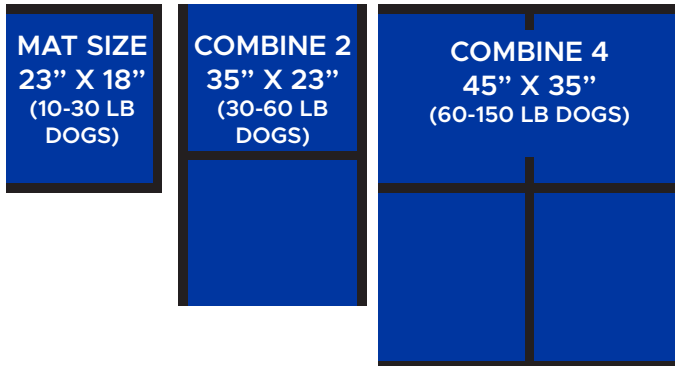 MAT SIZE
23” X 18”
(10-30 LB
DOGS)
COMBINE 2
35” X 23”
(30-60 LB
DOGS)
COMBINE 4
45” X 35”
(60-150 LB DOGS)